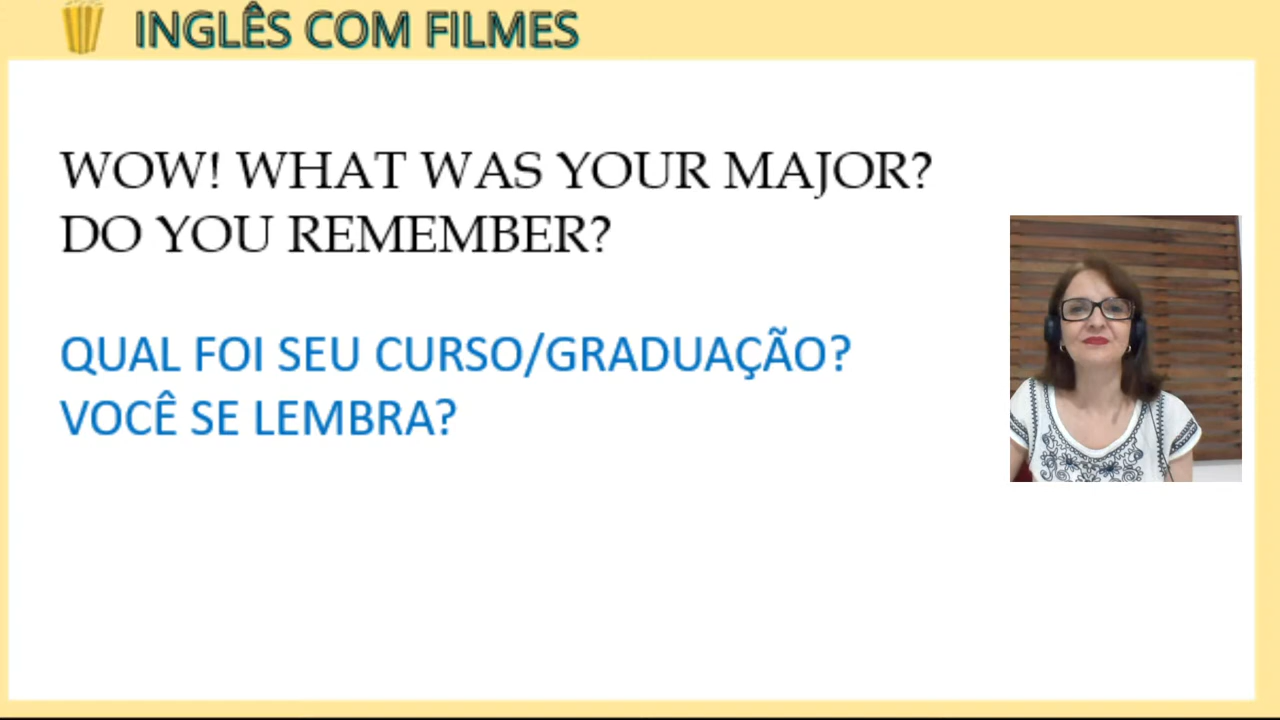 INGLÊS COM FILMES
WOW! WHAT WAS YOUR MAJOR?
DO YOU REMEMBER?
QUAL FOI SEU CURSO/GRADUAÇÃO?
VOCÊ SE LEMBRA?